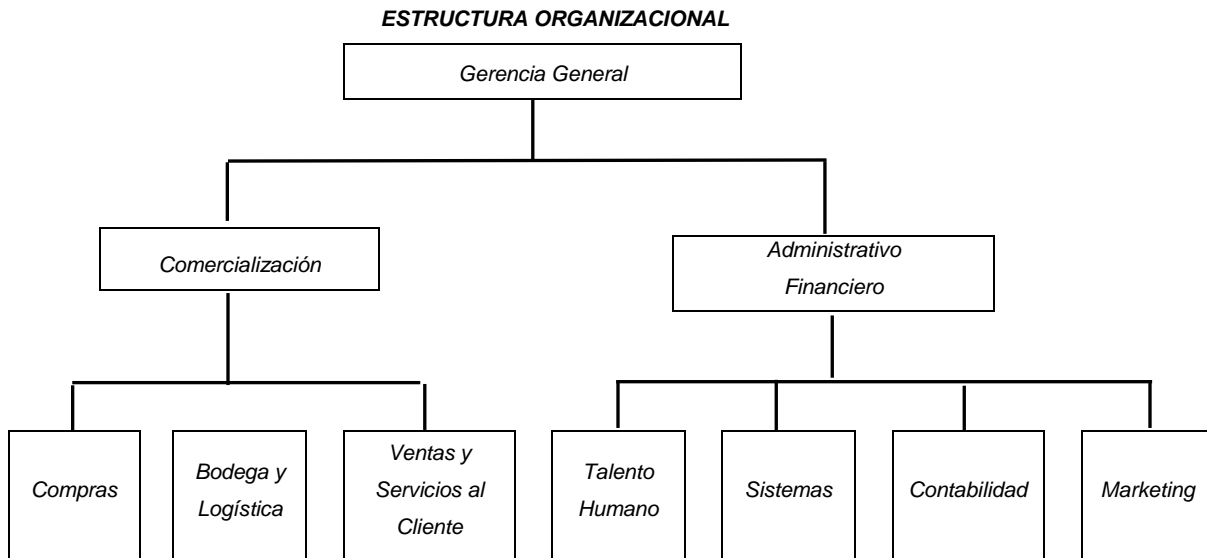 ESTRUCTURA ORGANIZACIONAL
Gerencia General
Comercialización
Administrativo
Financiero
Compras
Bodega y
Logística
Ventas y
Servicios al
Cliente
Talento
Humano
Sistemas
Contabilidad
Marketing